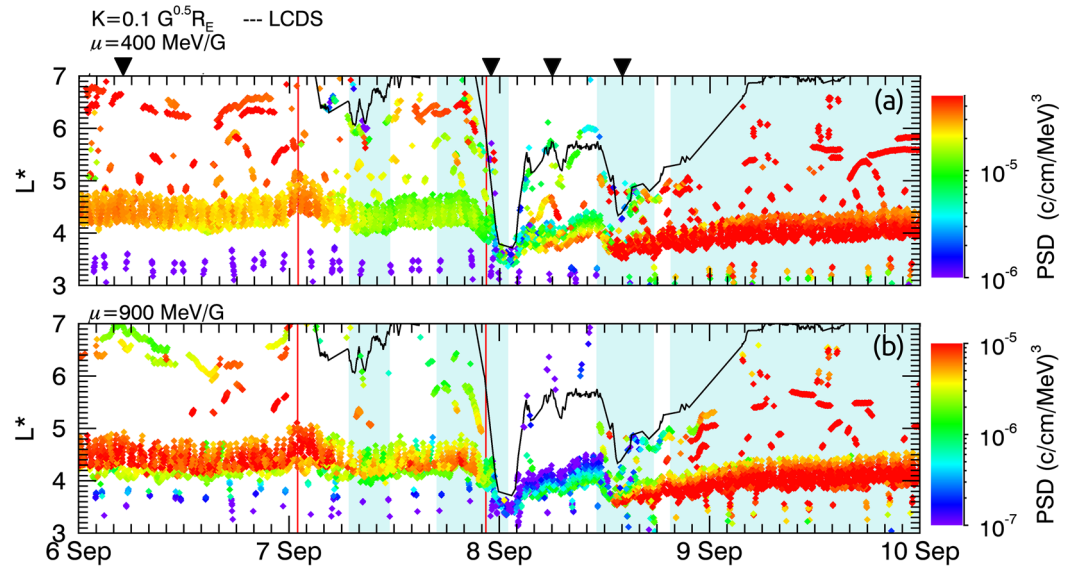 K=0.1 G^0.5 R_E --- LCDS
μ=400 MeV/G
7
6
5
4
3
L*
(a)
10^-5
10^-6
PSD (c/cm/MeV)^3
μ=900 MeV/G
7
6
5
4
3
L*
(b)
10^-5
10^-6
10^-7
PSD (c/cm/MeV)^3
6 Sep 7 Sep 8 Sep 9 Sep 10 Sep